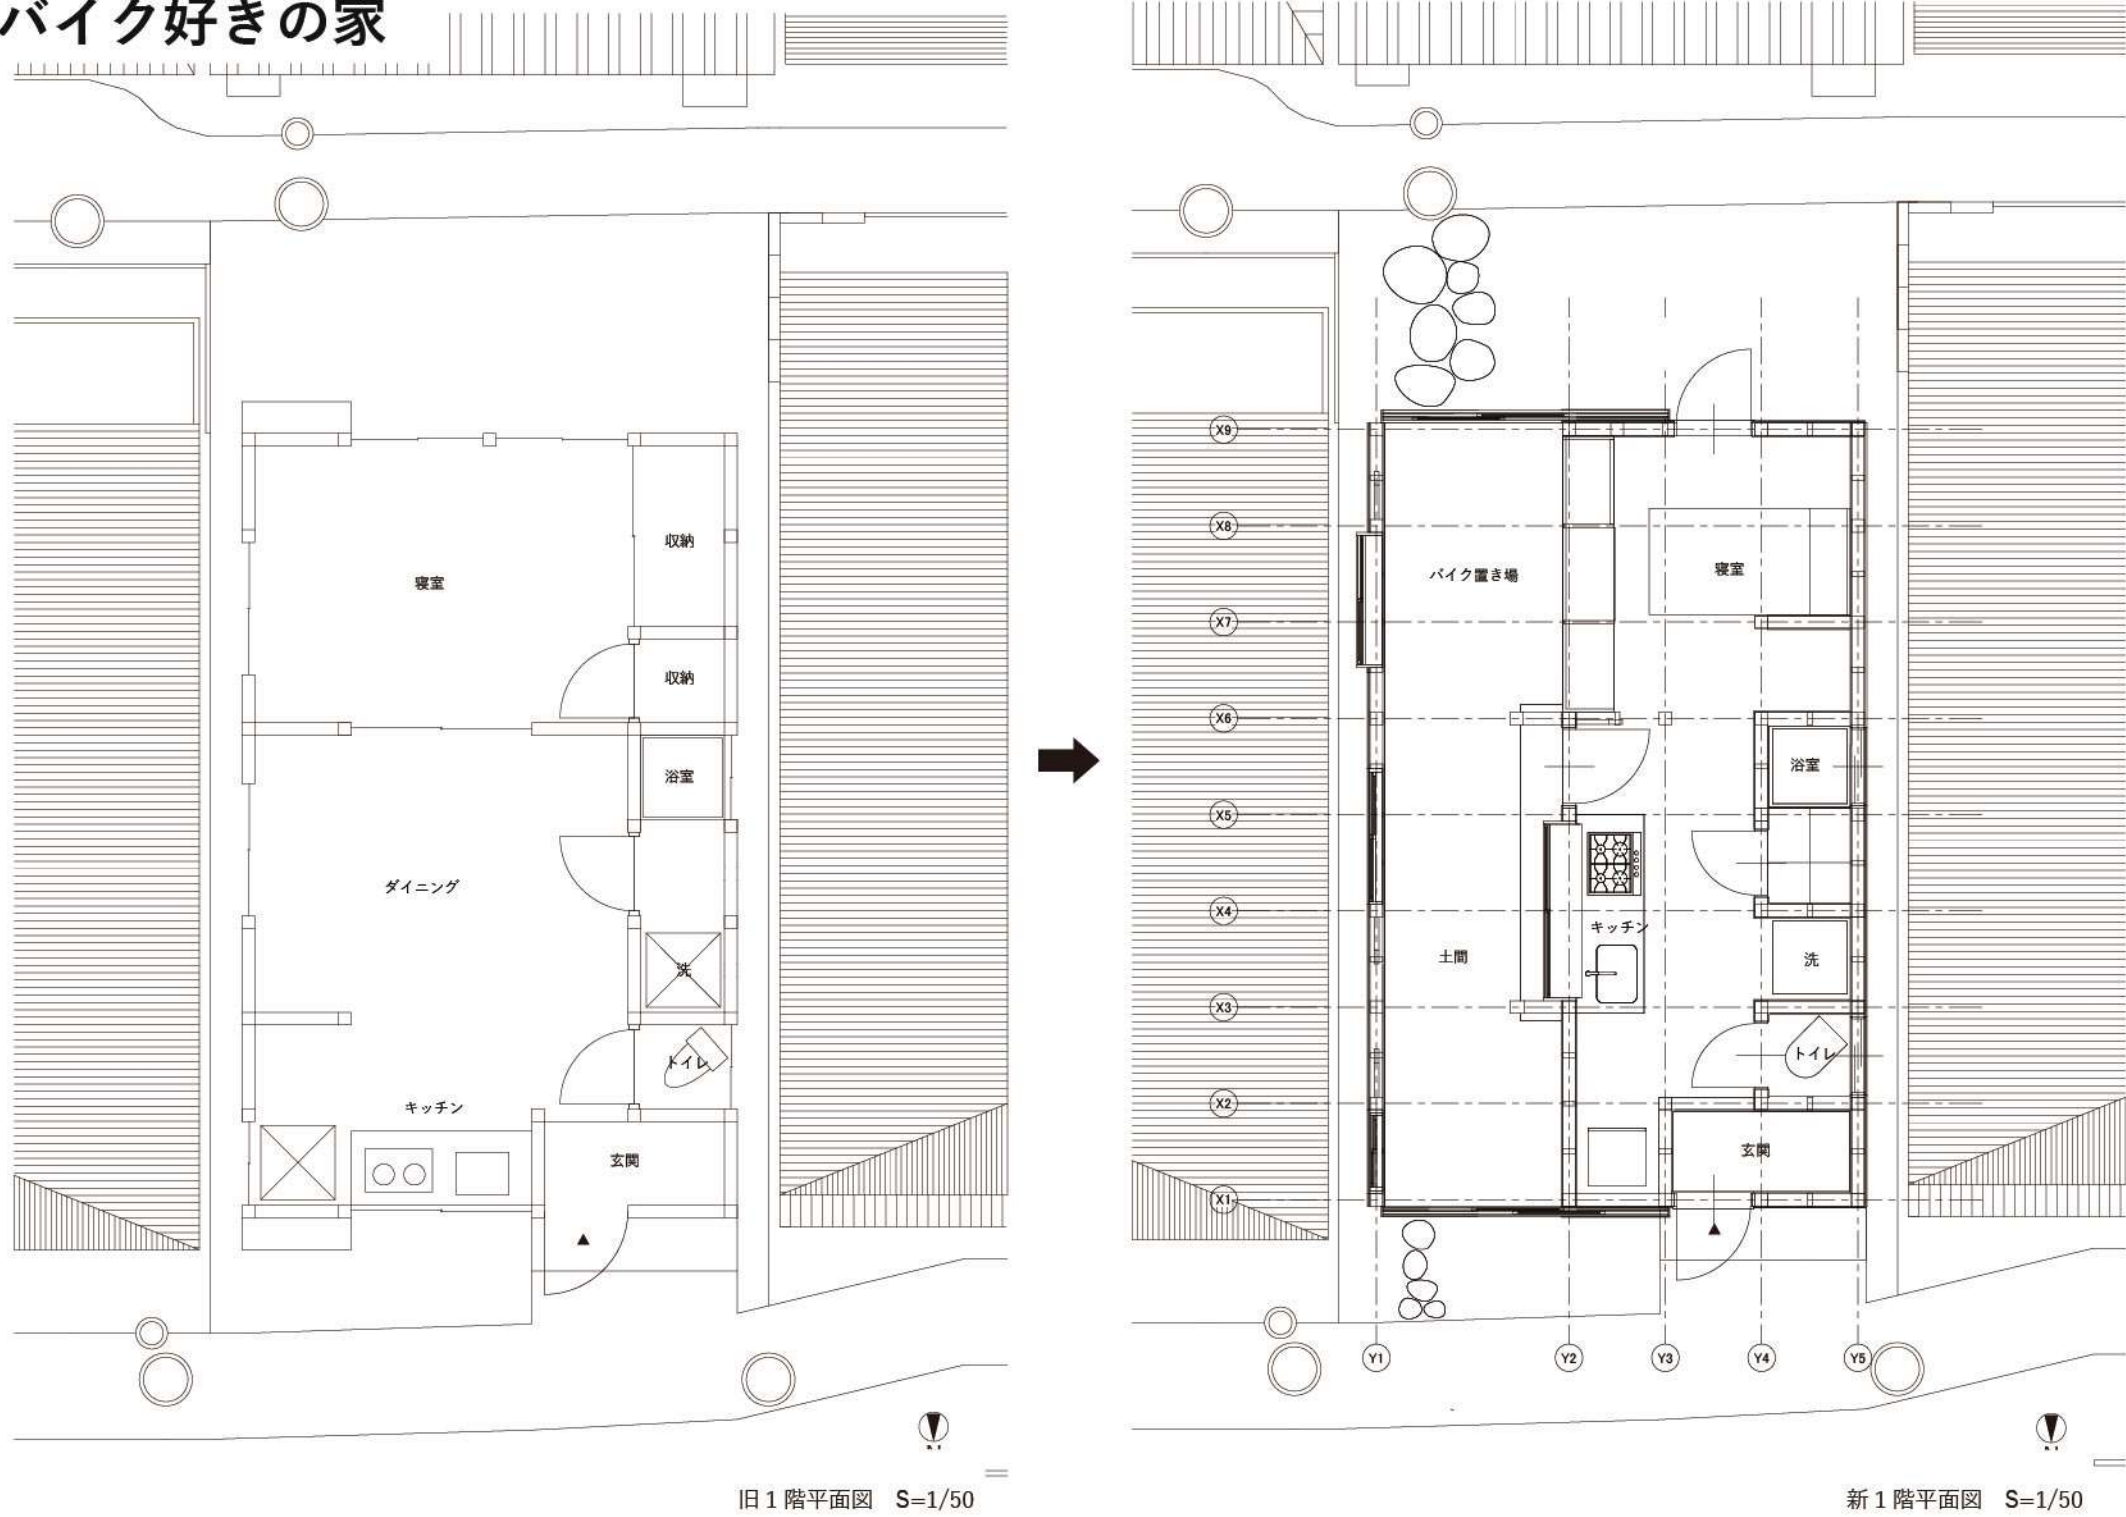 バイク好きの家
収納
寝室
収納
浴室
ダイニング
洗
トイレ
キッチン
玄関
▲
旧1階平面図 S=1/50
X9
X8
バイク置き場
寝室
X7
X6
浴室
X5
X4
キッチン
土間
洗
X3
トイレ
X2
玄関
X1
▲
Y1 Y2 Y3 Y4 Y5
新1階平面図 S=1/50